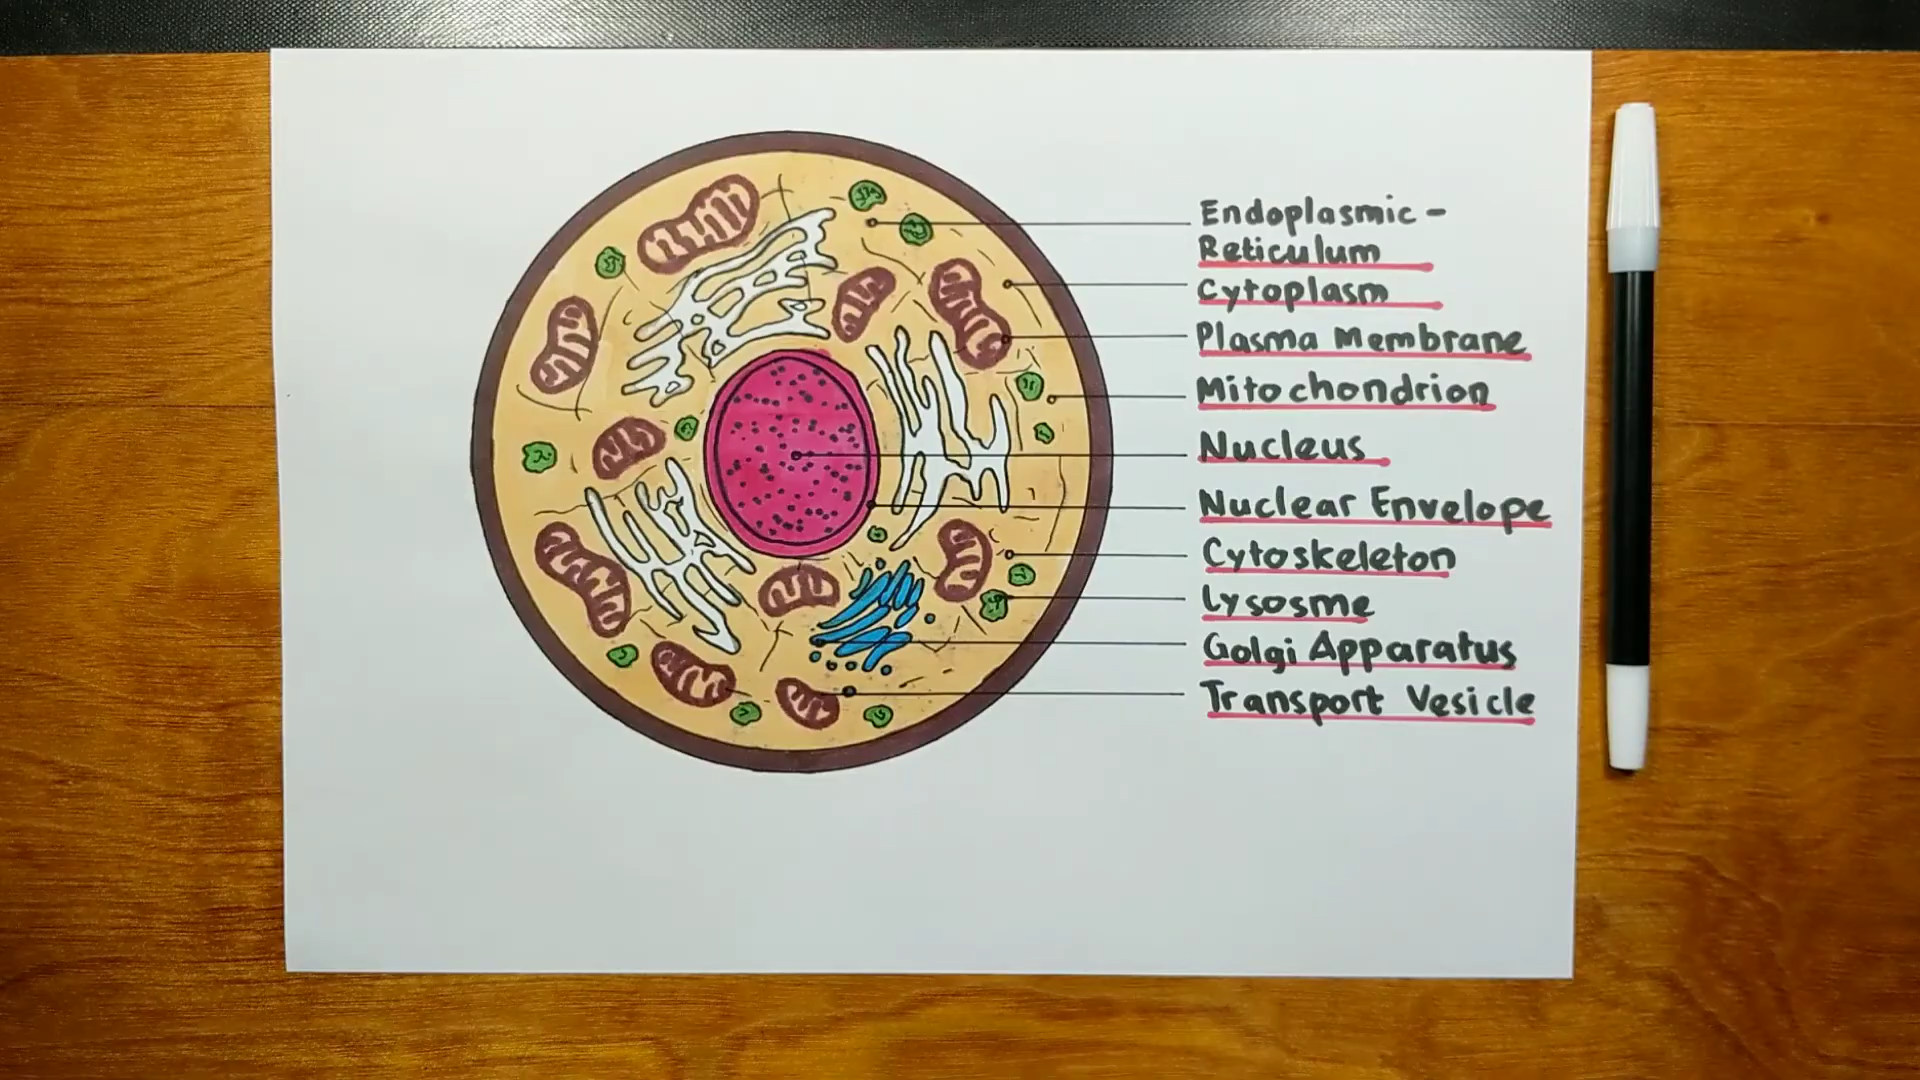 Endoplasmic-
Reticulum
Cytoplasm
Plasma Membrane
Mitochondrion
Nucleus
Nuclear Envelope
Cytoskeleton
Lysosme
Golgi Apparatus
Transport Vesicle